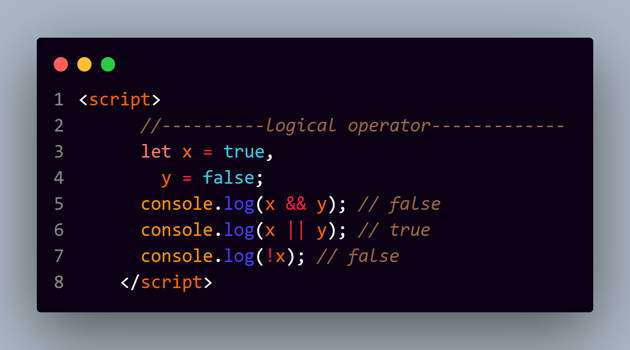 1 <script>
2 //----------logical operator-------------
3 let x = true,
4 y = false;
5 console.log(x && y); // false
6 console.log(x || y); // true
7 console.log(!x); // false
8 </script>